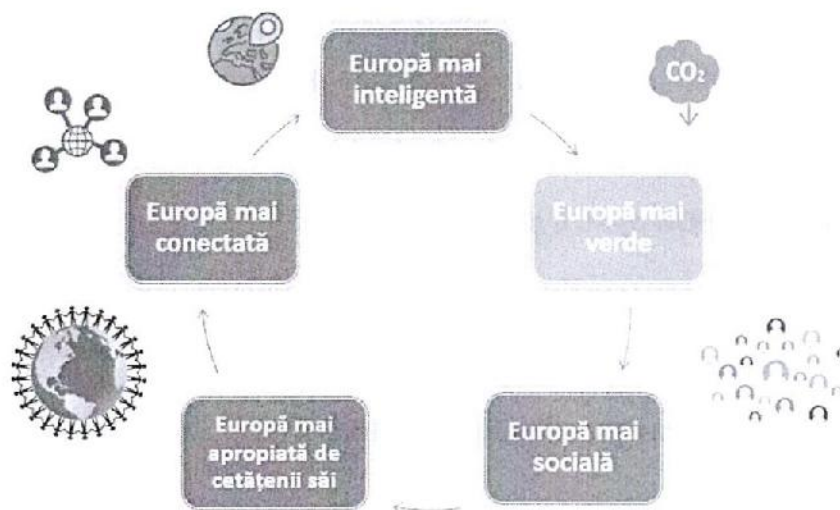 Europă mai
inteligentă
CO₂
Europă mai
conectată
Europă mai
verde
Europă mai
apropiată de
cetățenii săi
Europă mai
socială